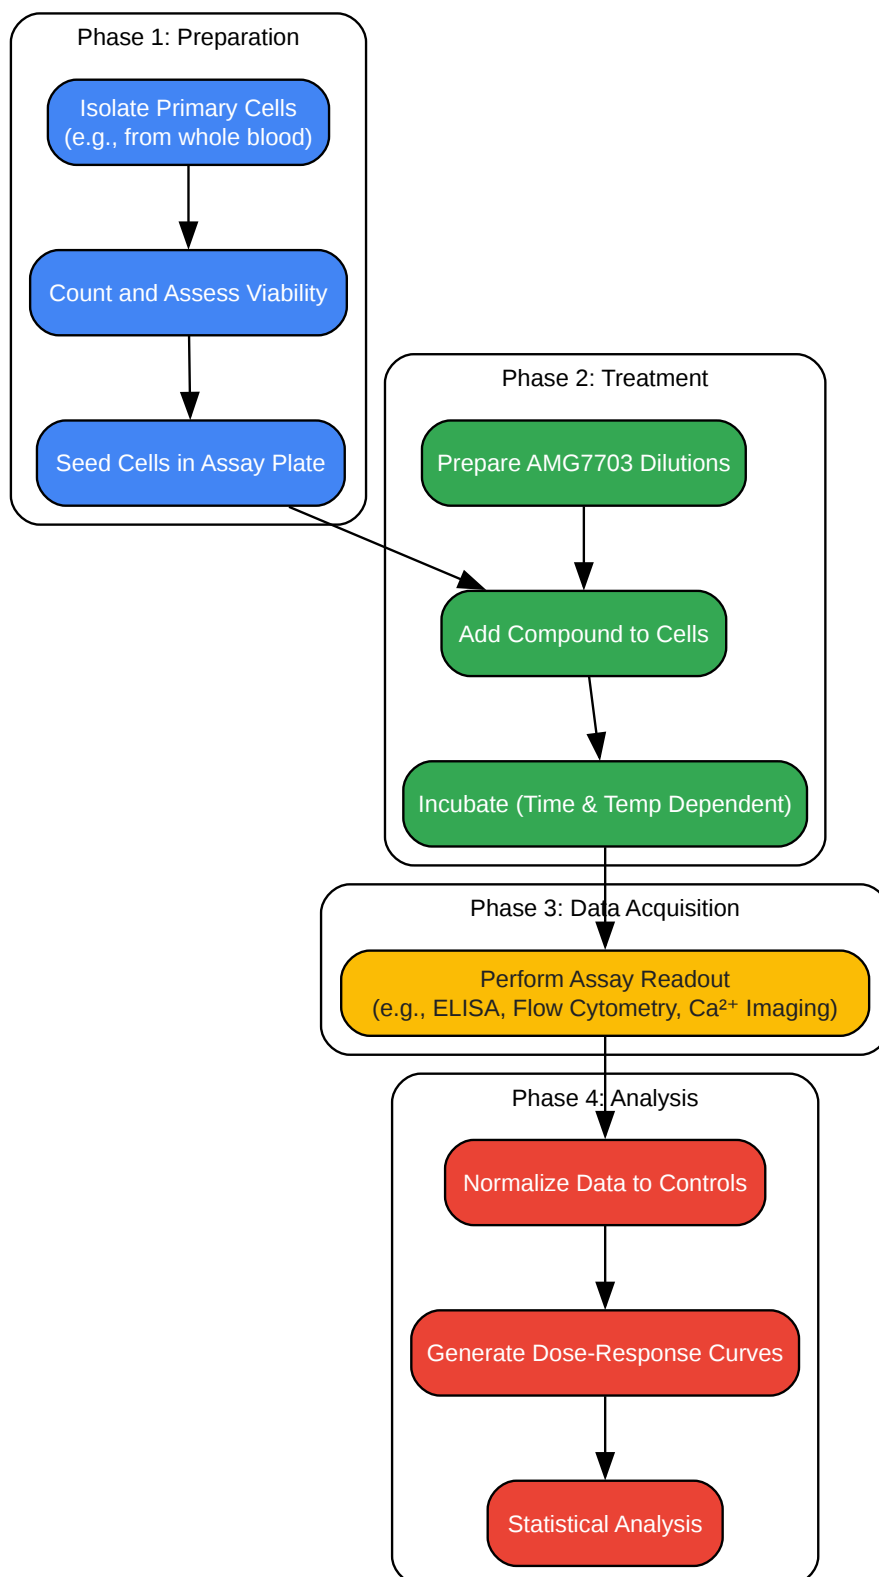 Phase 1: Preparation
Isolate Primary Cells
(e.g., from whole blood)
Count and Assess Viability
Seed Cells in Assay Plate
Phase 2: Treatment
Prepare AMG7703 Dilutions
Add Compound to Cells
Incubate (Time & Temp Dependent)
Phase 3: Data Acquisition
Perform Assay Readout
(e.g., ELISA, Flow Cytometry, Ca²⁺ Imaging)
Phase 4: Analysis
Normalize Data to Controls
Generate Dose-Response Curves
Statistical Analysis